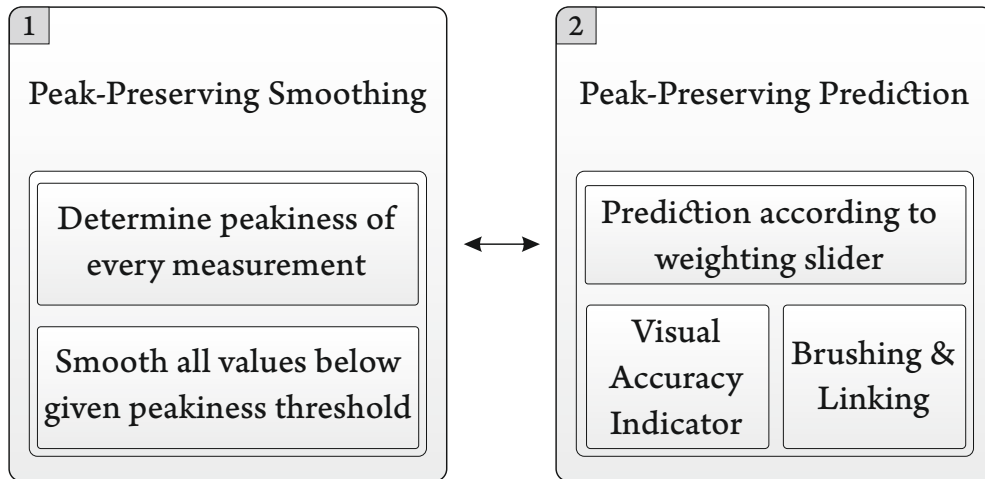 1
Peak-Preserving Smoothing
Determine peakiness of
every measurement
Smooth all values below
given peakiness threshold
2
Peak-Preserving Prediction
Prediction according to
weighting slider
Visual
Accuracy
Indicator
Brushing &
Linking